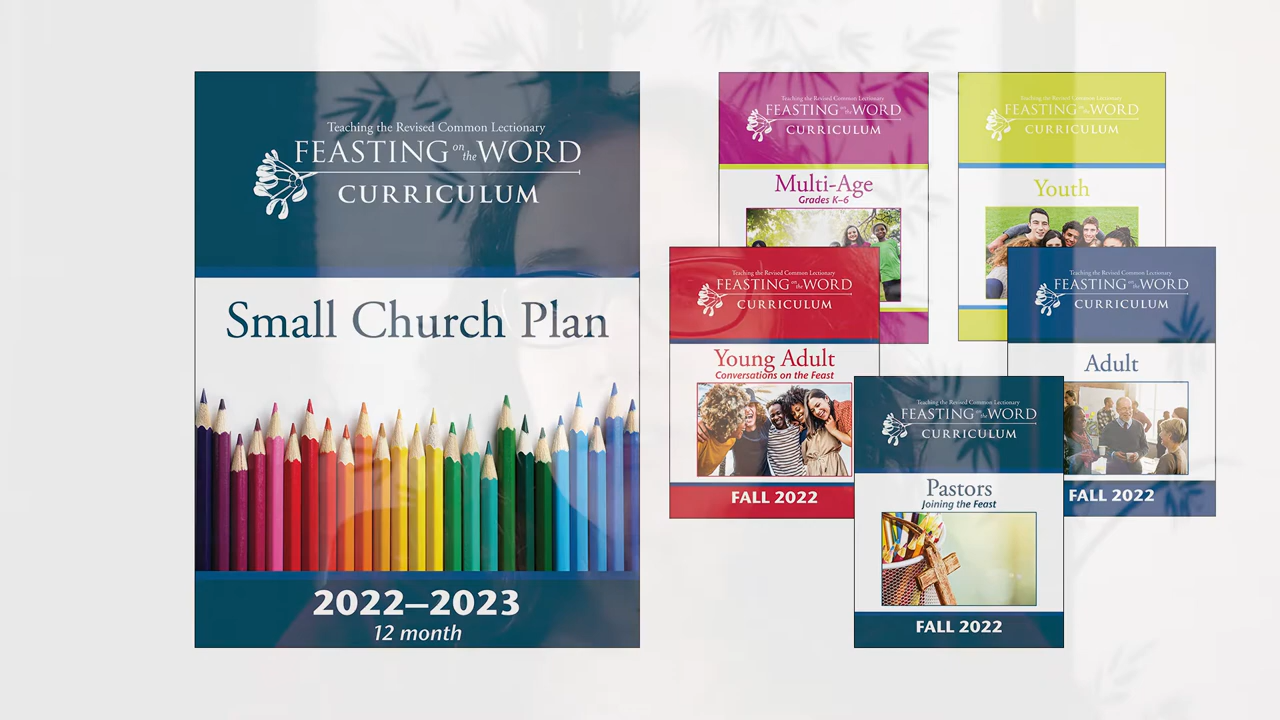 Teaching the Revised Common Lectionary
FEASTING on the WORD
CURRICULUM
Small Church Plan
2022–2023
12 month
Teaching the Revised Common Lectionary
FEASTING on the WORD
CURRICULUM
Multi-Age
Grades K–6
Teaching the Revised Common Lectionary
FEASTING on the WORD
CURRICULUM
Youth
Teaching the Revised Common Lectionary
FEASTING on the WORD
CURRICULUM
Young Adult
Conversations on the Feast
FALL 2022
Teaching the Revised Common Lectionary
FEASTING on the WORD
CURRICULUM
Adult
FALL 2022
Teaching the Revised Common Lectionary
FEASTING on the WORD
CURRICULUM
Pastors
Joining the Feast
FALL 2022